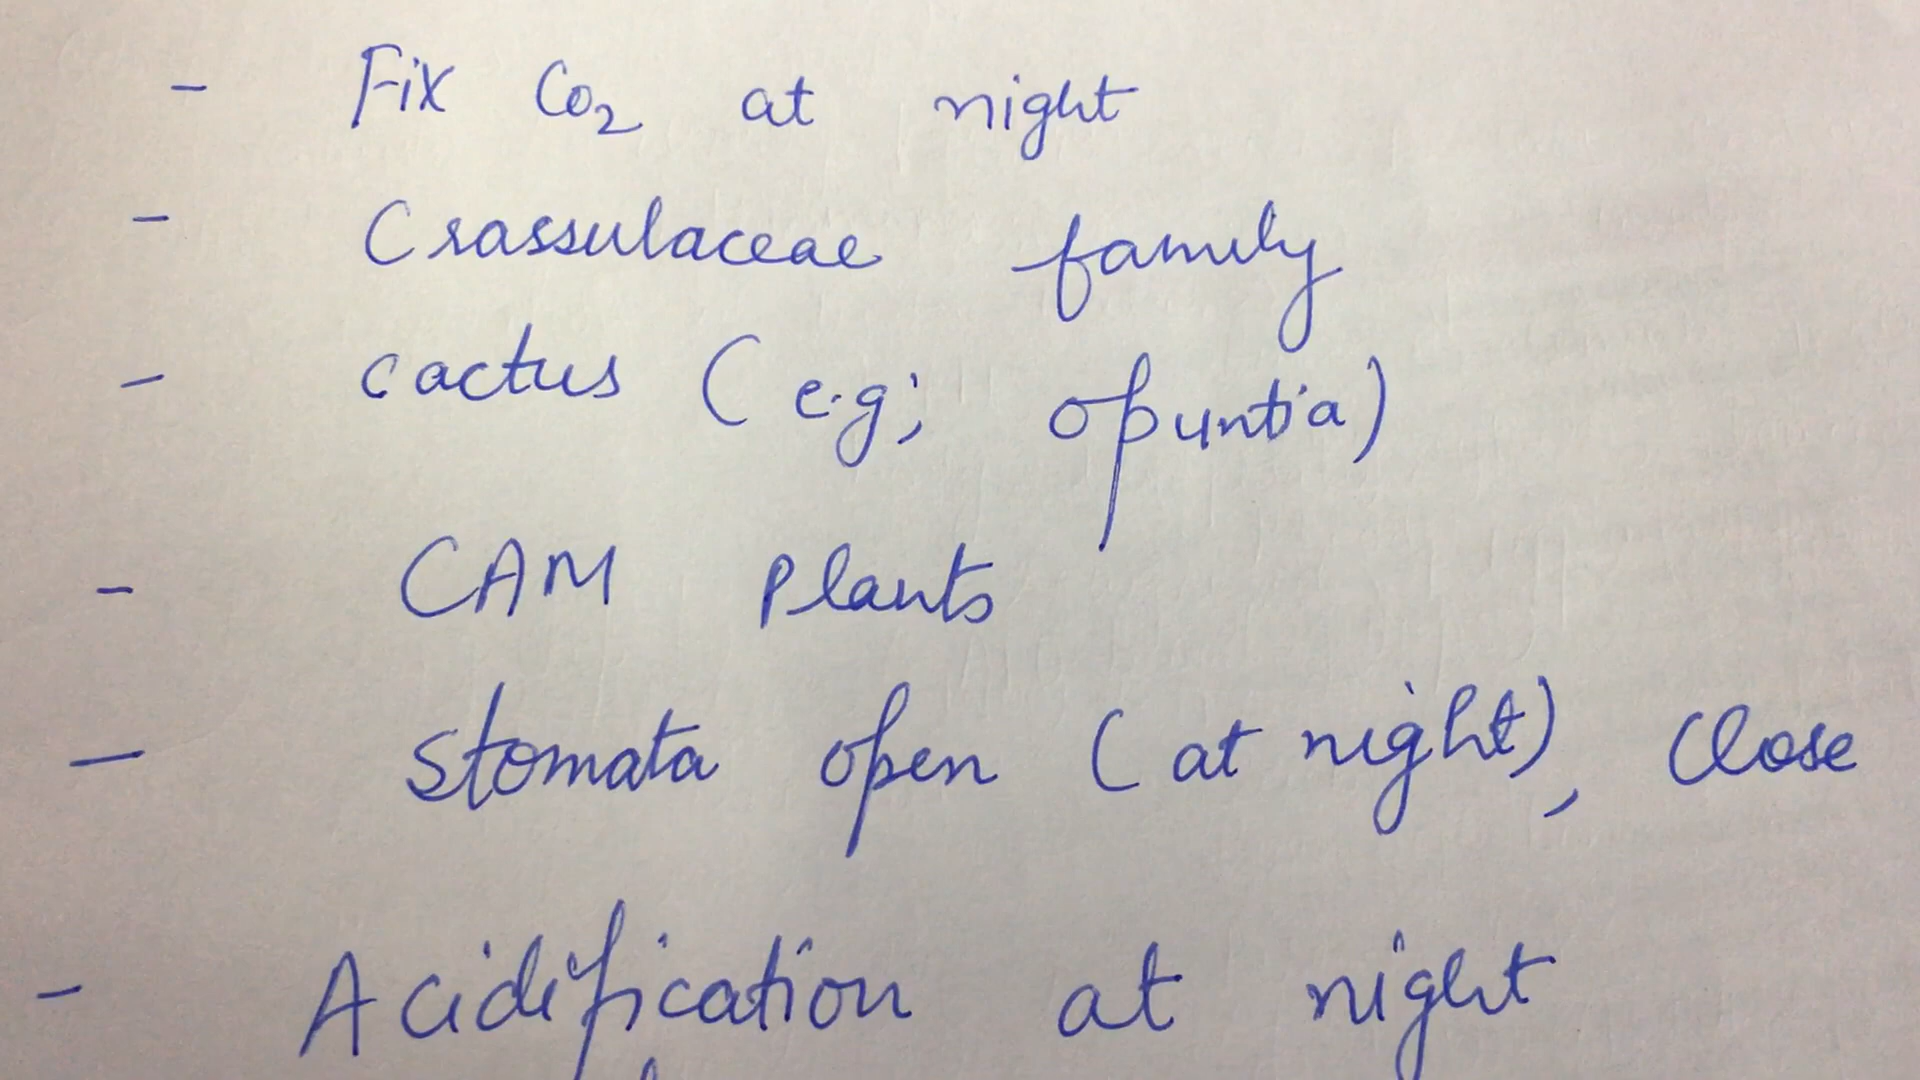 - Fix CO2 at night
- Crassulaceae family
- cactus (e.g; opuntia)
- CAM Plants
- stomata open (at night), Close
- Acidification at night